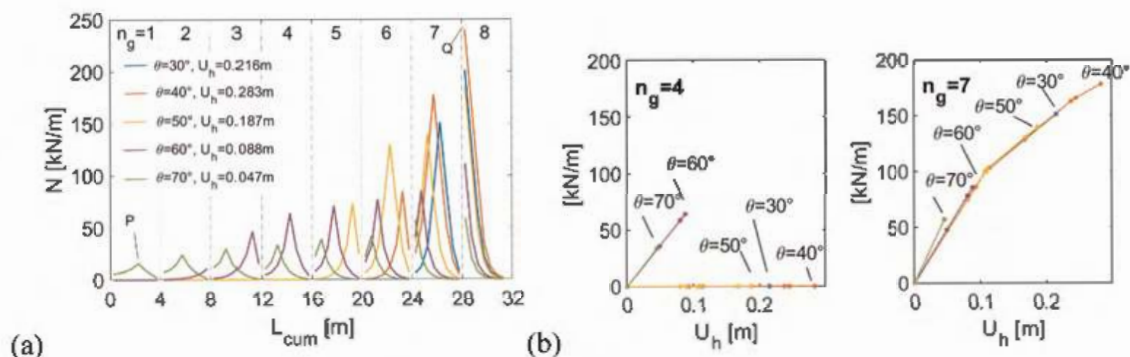 n_g=1 2 3 4 5 6 7 8
Q
θ=30°, U_h=0.216m
θ=40°, U_h=0.283m
θ=50°, U_h=0.187m
θ=60°, U_h=0.088m
θ=70°, U_h=0.047m
P
N [kN/m]
250
200
150
100
50
0
0 4 8 12 16 20 24 28 32
L_cum [m]
(a)
[kN/m]
200
150
100
50
0
n_g=4
θ=60°
θ=70°
θ=30°
θ=50°
θ=40°
0 0.1 0.2
U_h [m]
(b)
[kN/m]
200
150
100
50
0
n_g=7
θ=30°
θ=40°
θ=50°
θ=60°
θ=70°
0 0.1 0.2
U_h [m]